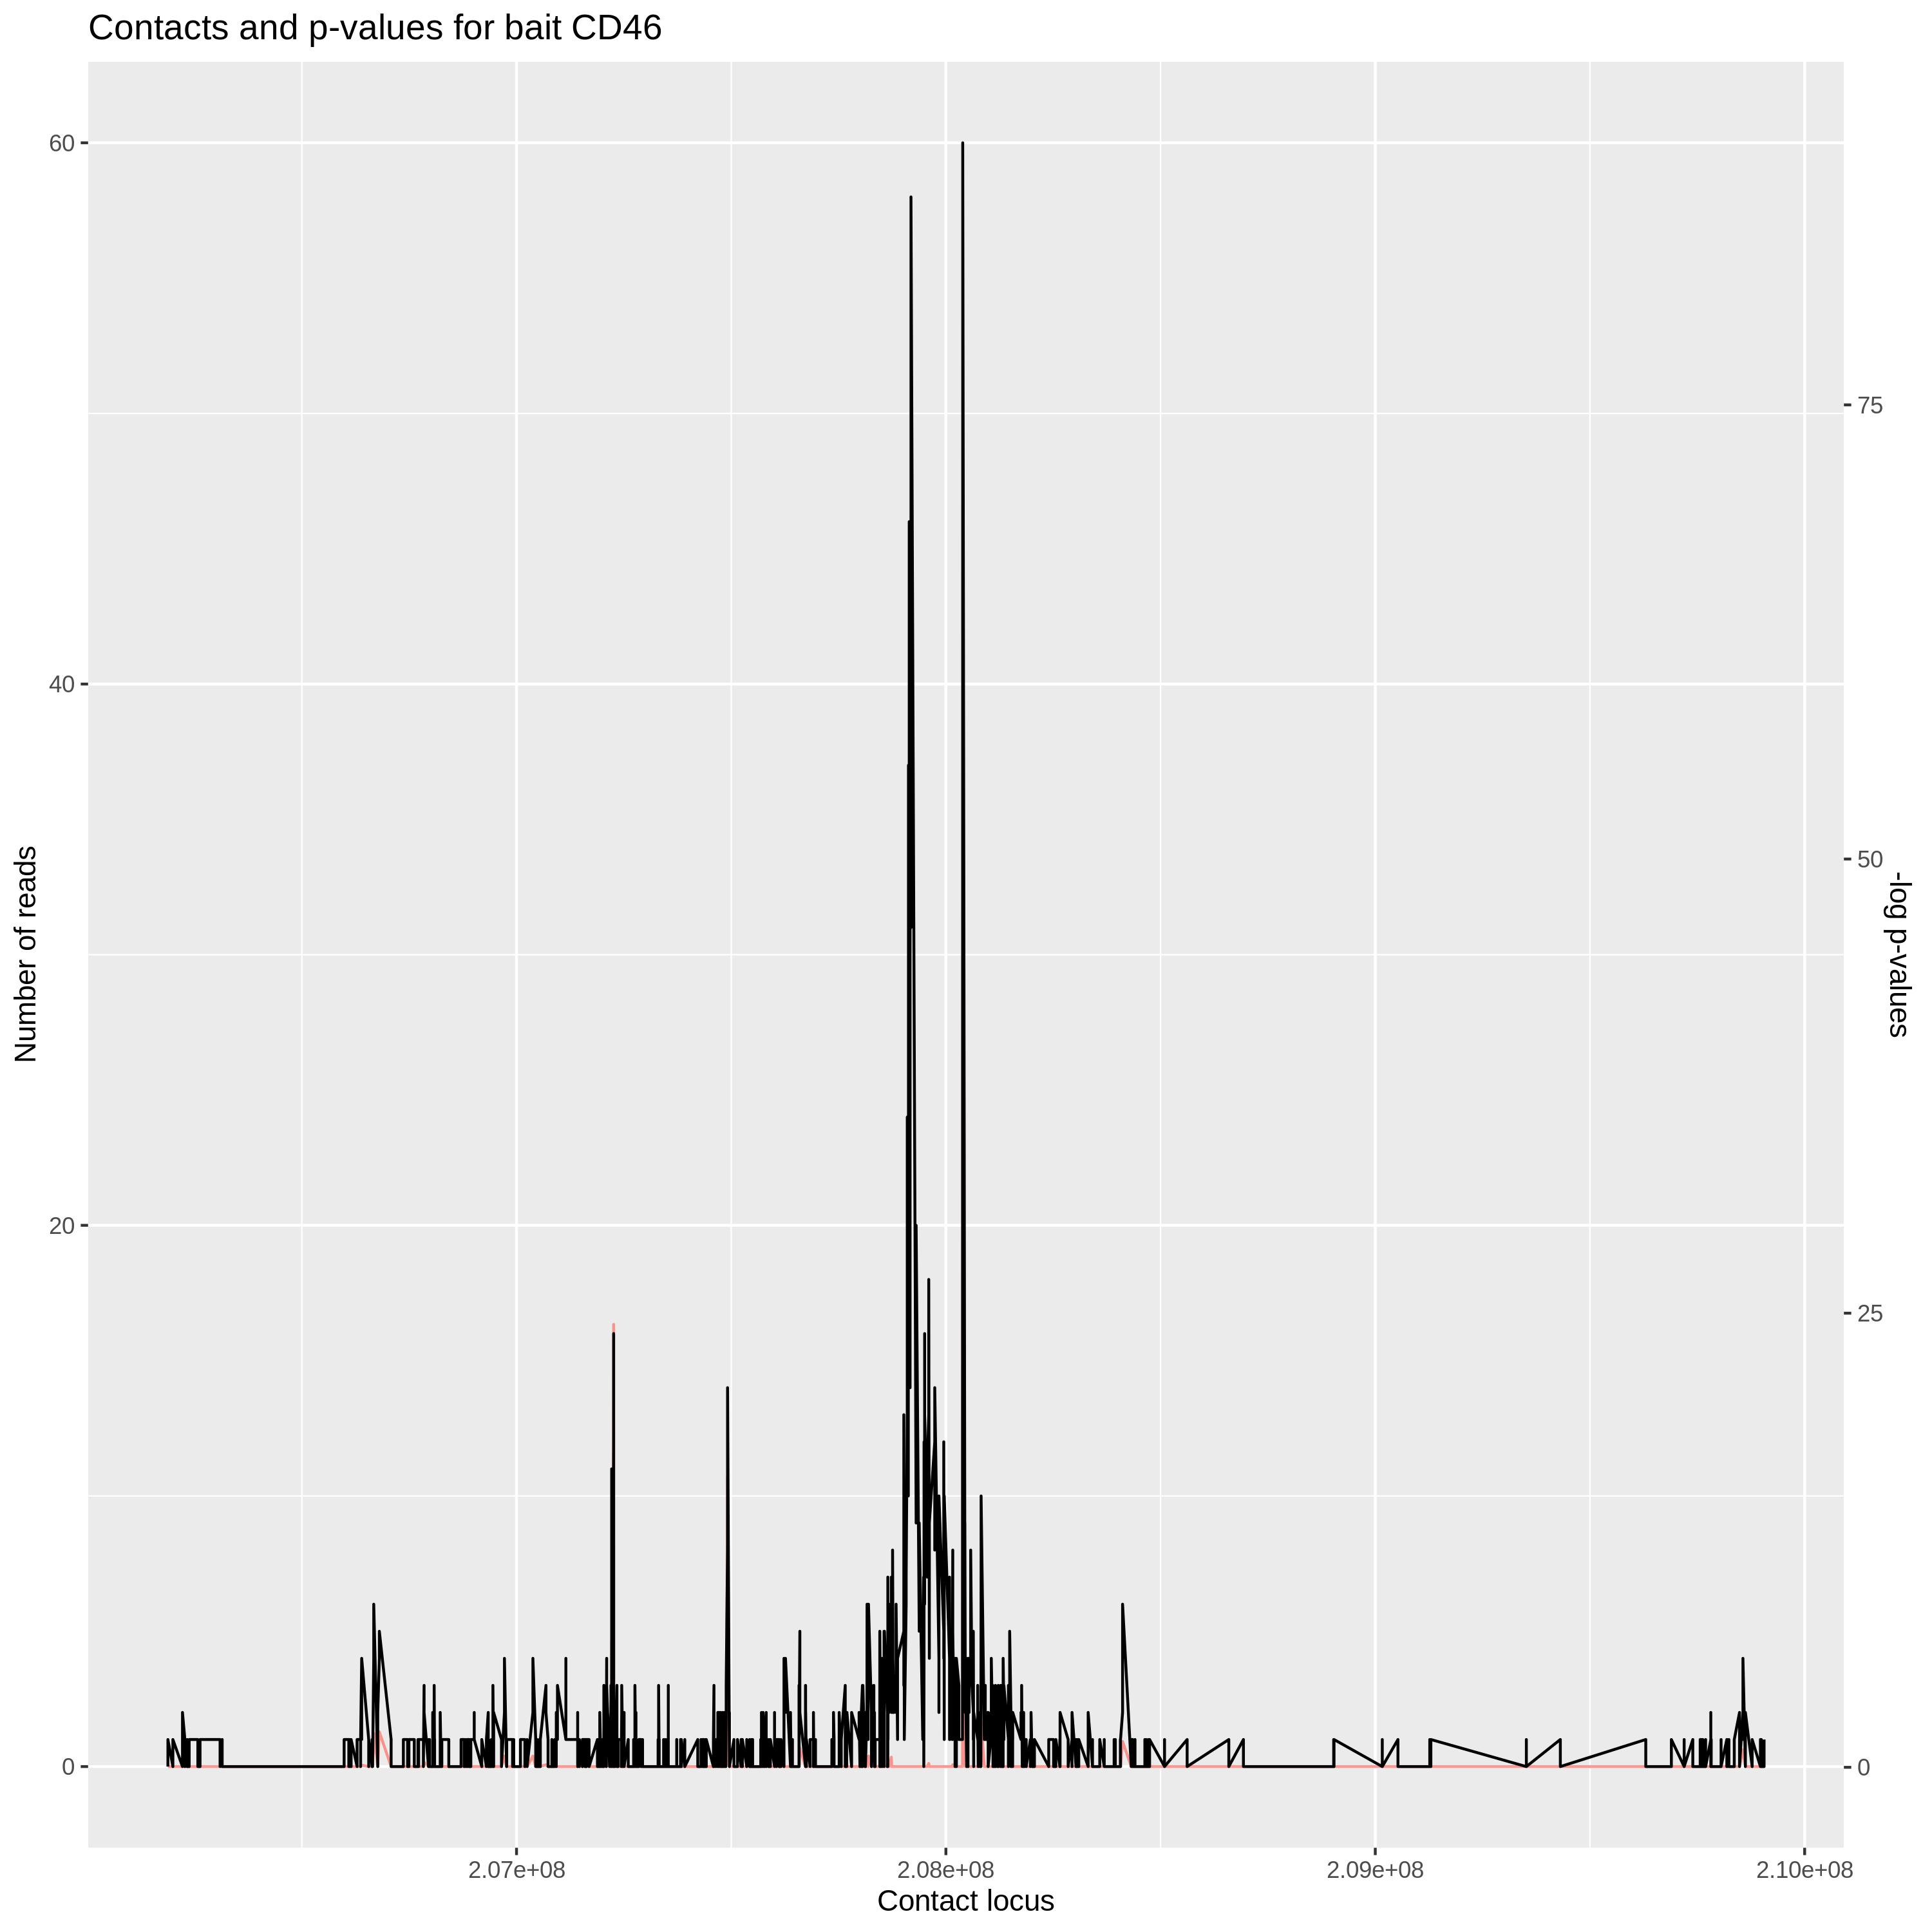 Contacts and p-values for bait CD46
60
40
20
0
Number of reads
75
50
25
0
-log p-values
2.07e+08
2.08e+08
2.09e+08
2.10e+08
Contact locus